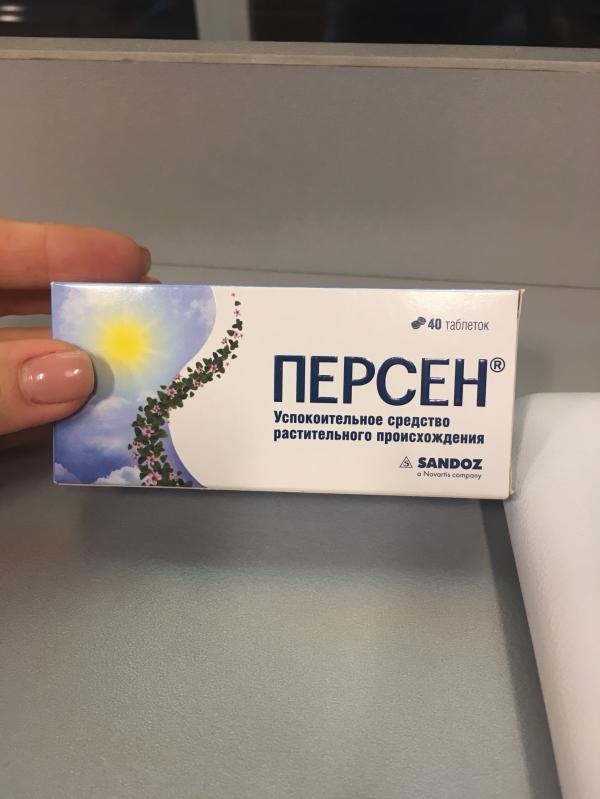 40 таблеток
ПЕРСЕН®
Успокоительное средство
растительного происхождения
SANDOZ
a Novartis company